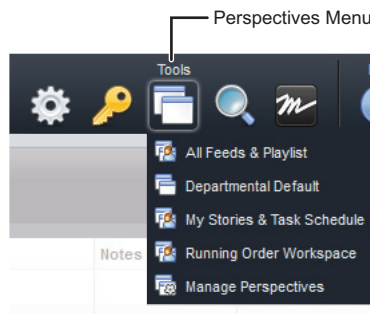 Perspectives Menu
Tools
All Feeds & Playlist
Departmental Default
My Stories & Task Schedule
Running Order Workspace
Notes
Manage Perspectives